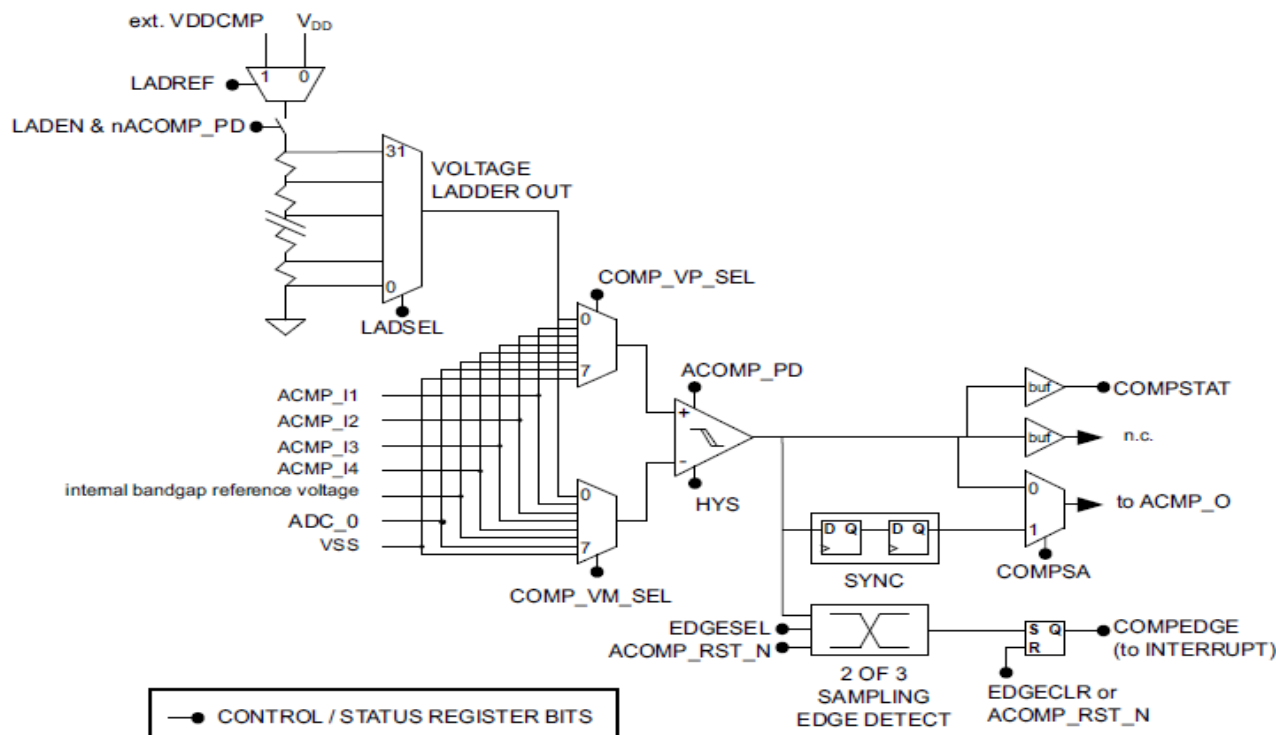 ext. VDDCMP VDD
1 0
LADREF
LADEN & nACOMP_PD
31
VOLTAGE
LADDER OUT
0
LADSEL
COMP_VP_SEL
0
7
ACOMP_PD
ACMP_I1
ACMP_I2
ACMP_I3
ACMP_I4
internal bandgap reference voltage
ADC_0
VSS
+
-
HYS
0
7
COMP_VM_SEL
buf
COMPSTAT
buf
n.c.
0
1
to ACMP_O
D Q D Q
SYNC
COMPSA
EDGESEL
ACOMP_RST_N
2 OF 3
SAMPLING
EDGE DETECT
S Q
R
COMPEDGE
(to INTERRUPT)
EDGECLR or
ACOMP_RST_N
CONTROL / STATUS REGISTER BITS